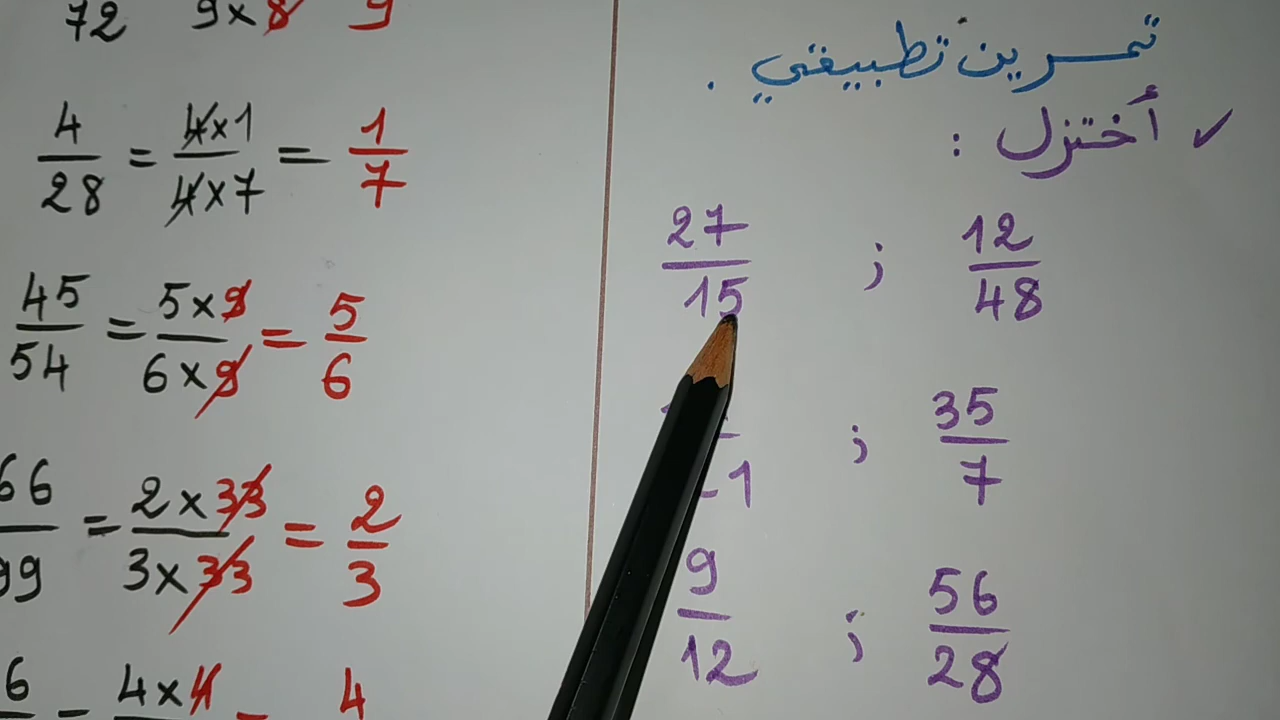 تمرين تطبيقي .
✓ أختزل :
12/48 ; 27/15
35/7 ;
56/28 ; 9/12
72 9×8 9
4/28 = 4×1/4×7 = 1/7
45/54 = 5×9/6×9 = 5/6
66/99 = 2×33/3×33 = 2/3
6 = 4×4 = 4